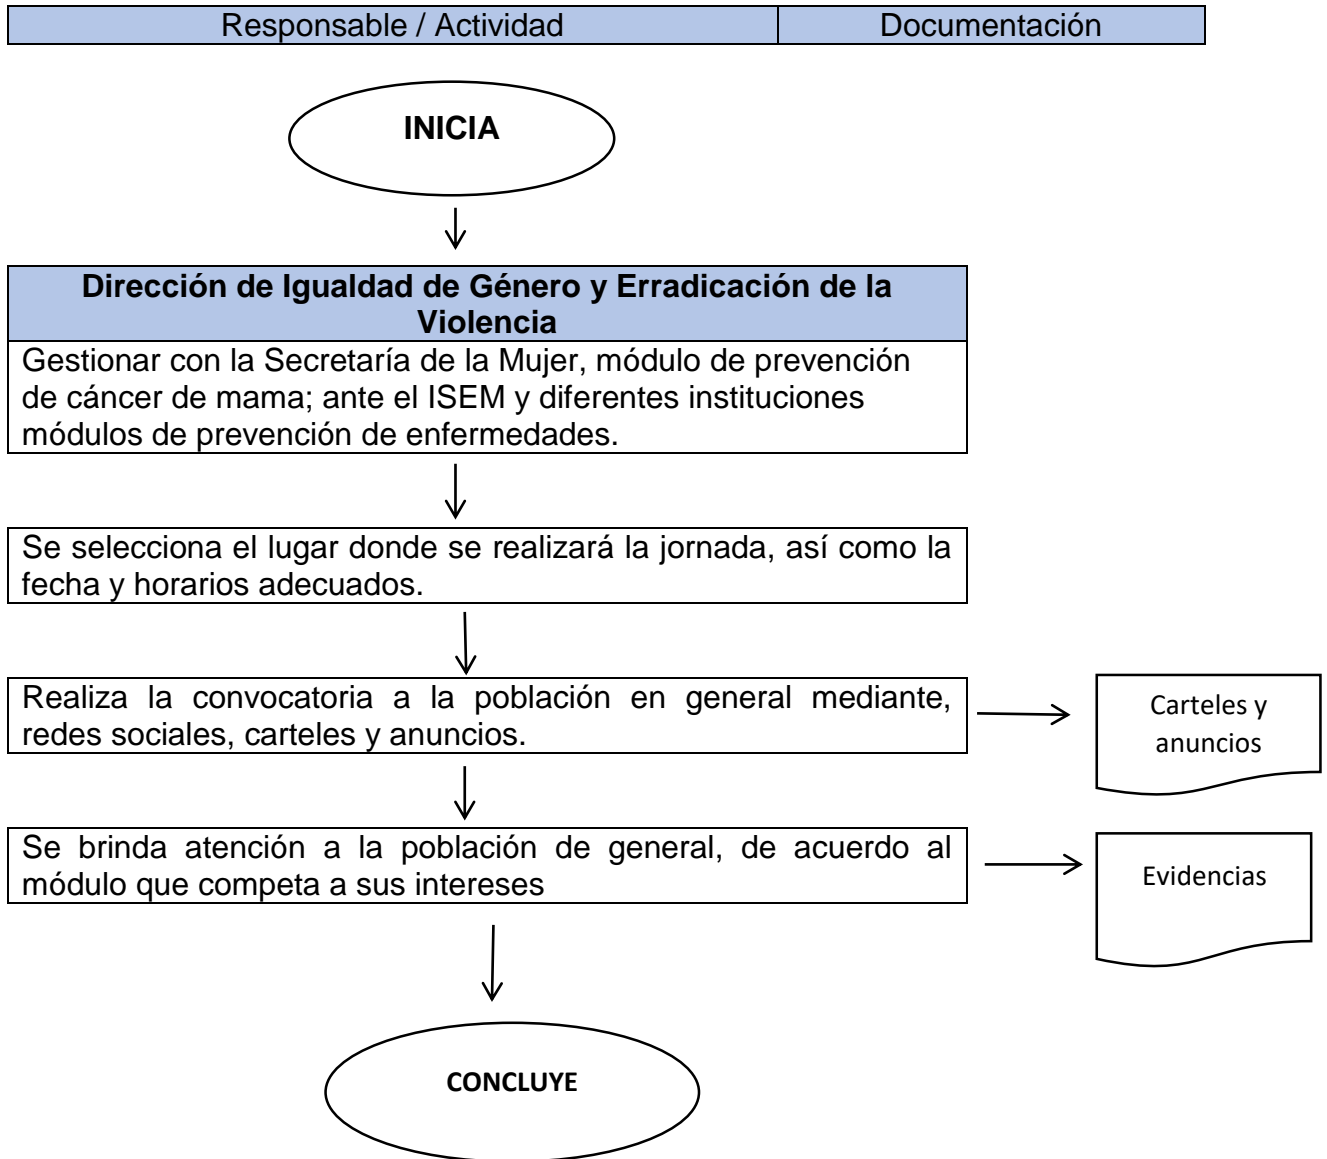 Responsable / Actividad
Documentación
INICIA
Dirección de Igualdad de Género y Erradicación de la
Violencia
Gestionar con la Secretaría de la Mujer, módulo de prevención
de cáncer de mama; ante el ISEM y diferentes instituciones
módulos de prevención de enfermedades.
Se selecciona el lugar donde se realizará la jornada, así como la
fecha y horarios adecuados.
Realiza la convocatoria a la población en general mediante,
redes sociales, carteles y anuncios.
Carteles y
anuncios
Se brinda atención a la población de general, de acuerdo al
módulo que competa a sus intereses
Evidencias
CONCLUYE